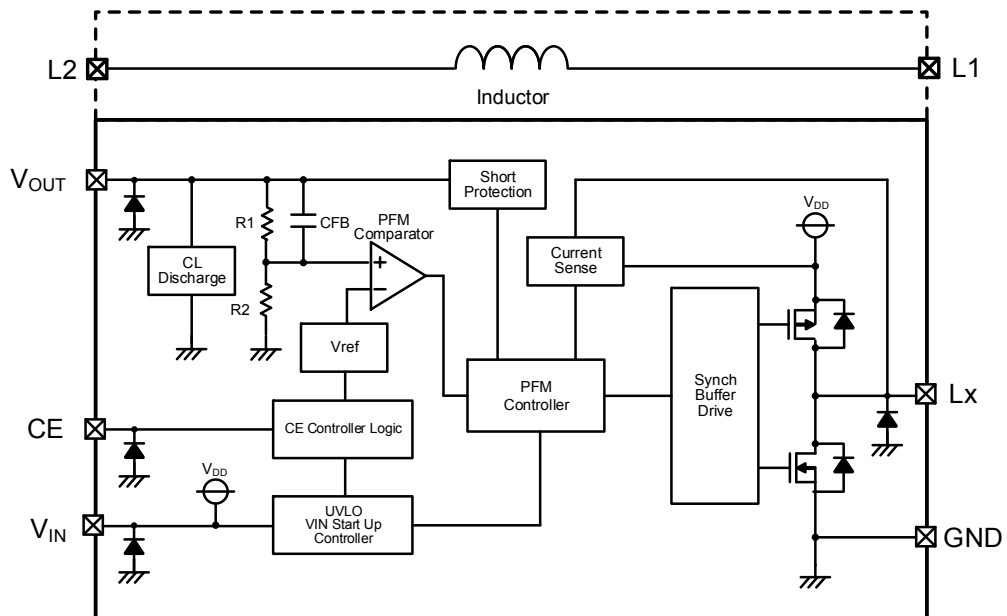 L2
L1
Inductor
VOUT
Short
Protection
VDD
R1
CFB
PFM
Comparator
CL
Discharge
Current
Sense
+
−
R2
Vref
PFM
Controller
Synch
Buffer
Drive
Lx
CE
CE Controller Logic
VDD
VIN
UVLO
VIN Start Up
Controller
GND